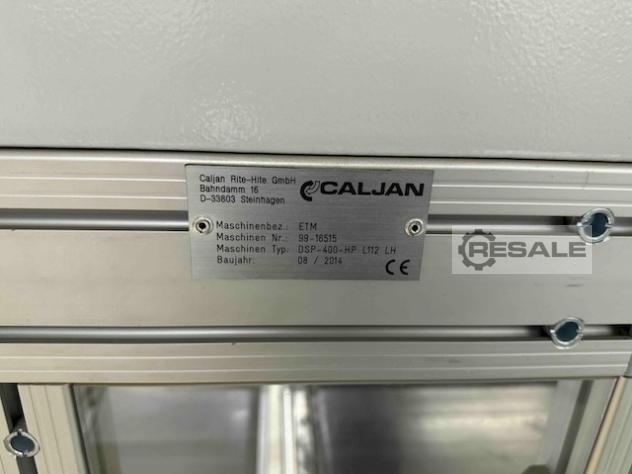 Caljan Rite-Hite GmbH
Bahndamm 16
D-33803 Steinhagen
CALJAN
Maschinenbez.: ETM
Maschinen Nr.: 99-16515
Maschinen Typ: DSP-400-HP L112 LH
Baujahr: 08 / 2014
CE
RESALE